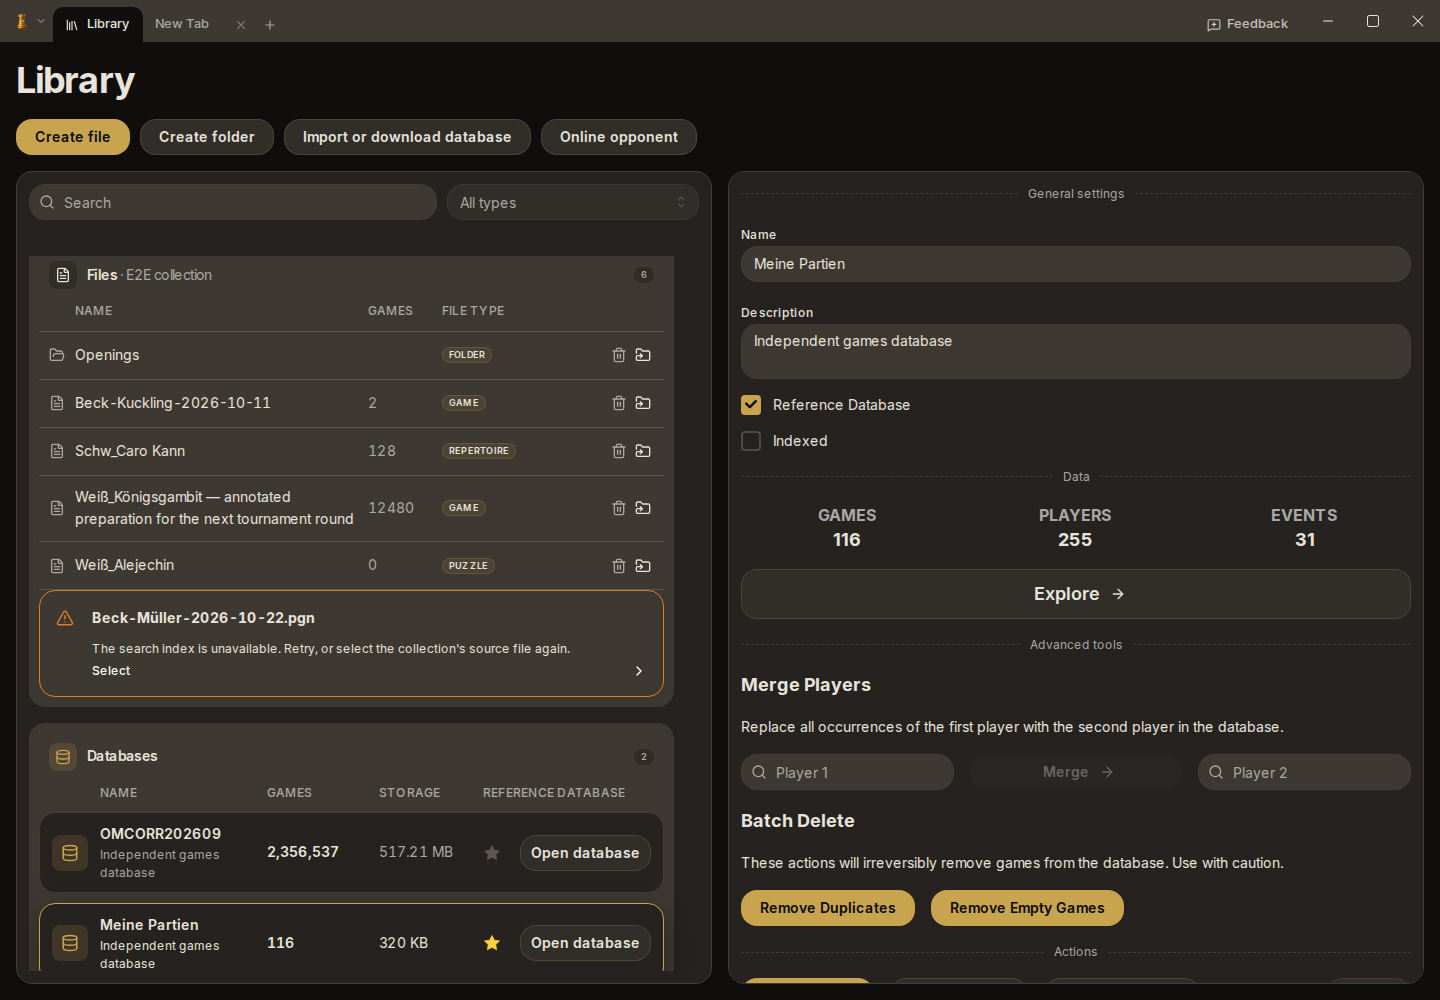 Library
New Tab
Feedback
Library
Create file
Create folder
Import or download database
Online opponent
Search
All types
Files · E2E collection
6
NAME GAMES FILE TYPE
Openings FOLDER
Beck-Kuckling-2026-10-11 2 GAME
Schw_Caro Kann 128 REPERTOIRE
Weiß_Königsgambit — annotated
preparation for the next tournament round 12480 GAME
Weiß_Alejechin 0 PUZZLE
Beck-Müller-2026-10-22.pgn
The search index is unavailable. Retry, or select the collection's source file again.
Select
Databases
2
NAME GAMES STORAGE REFERENCE DATABASE
OMCORR202609
Independent games
database
2,356,537 517.21 MB Open database
Meine Partien
Independent games
database
116 320 KB Open database
General settings
Name
Meine Partien
Description
Independent games database
Reference Database
Indexed
Data
GAMES PLAYERS EVENTS
116 255 31
Explore
Advanced tools
Merge Players
Replace all occurrences of the first player with the second player in the database.
Player 1 Merge Player 2
Batch Delete
These actions will irreversibly remove games from the database. Use with caution.
Remove Duplicates Remove Empty Games
Actions